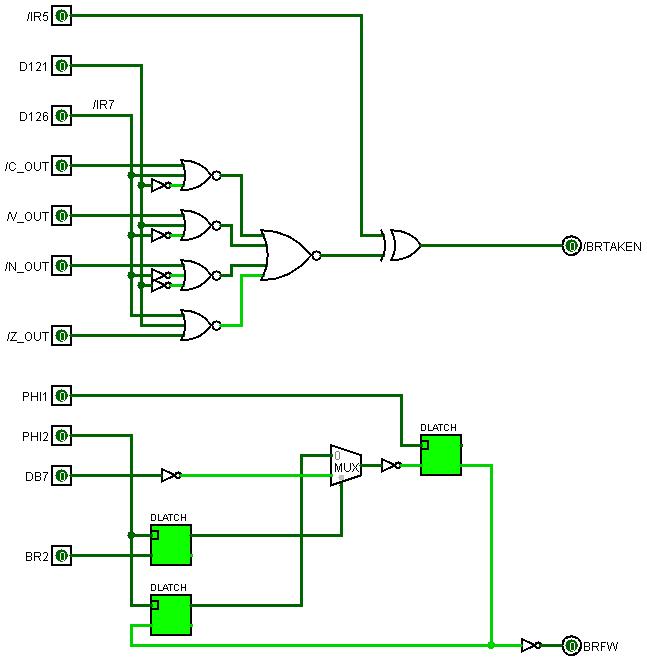 /IR5
0
D121
0
/IR7
D126
0
/C_OUT
0
/V_OUT
0
/BRTAKEN
0
/N_OUT
0
/Z_OUT
0
PHI1
0
DLATCH
PHI2
0
0
MUX
DB7
0
DLATCH
BR2
0
DLATCH
0
BRFW